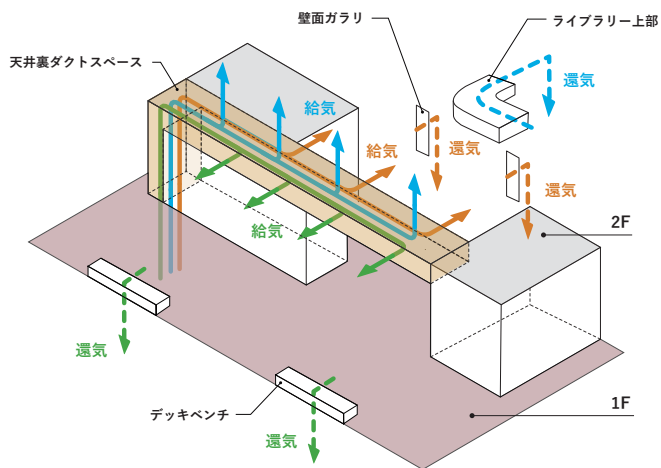 壁面ガラリ
ライブラリー上部
天井裏ダクトスペース
還気
給気
給気
還気
還気
給気
2F
還気
デッキベンチ
1F
還気